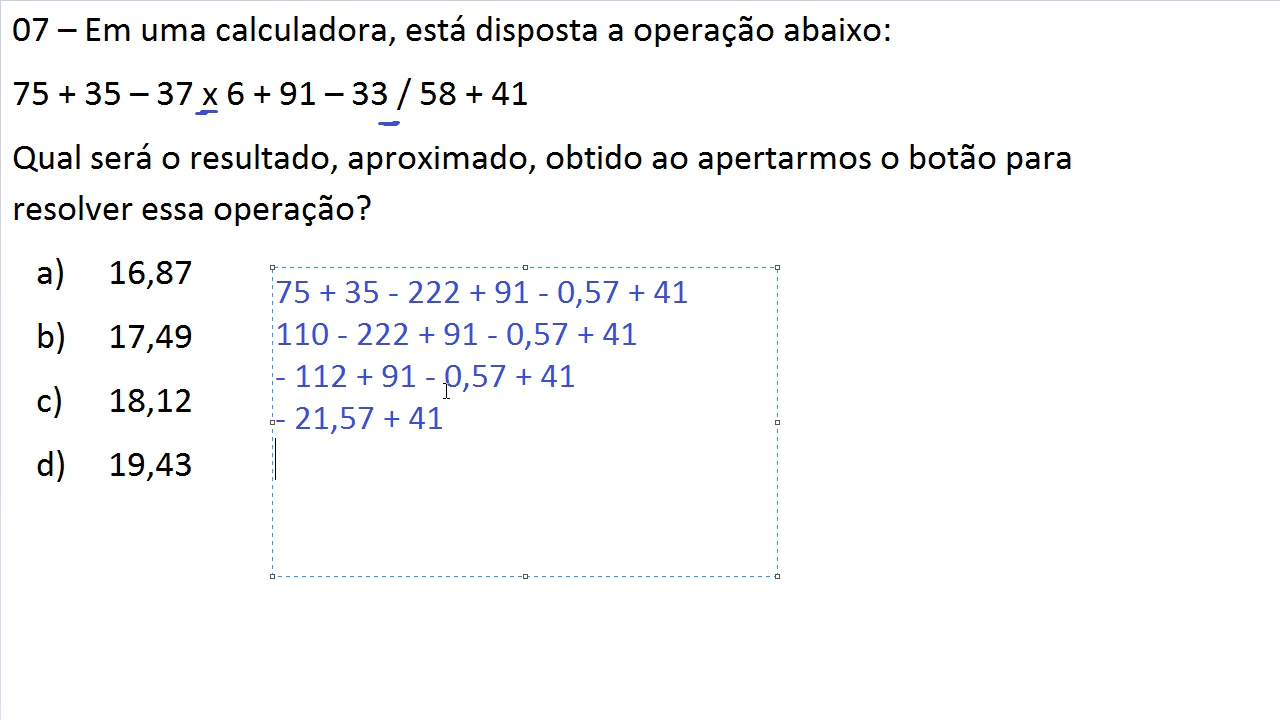 07 – Em uma calculadora, está disposta a operação abaixo:
75 + 35 – 37 x 6 + 91 – 33 / 58 + 41
Qual será o resultado, aproximado, obtido ao apertarmos o botão para
resolver essa operação?
a) 16,87
b) 17,49
c) 18,12
d) 19,43
75 + 35 - 222 + 91 - 0,57 + 41
110 - 222 + 91 - 0,57 + 41
- 112 + 91 - 0,57 + 41
- 21,57 + 41